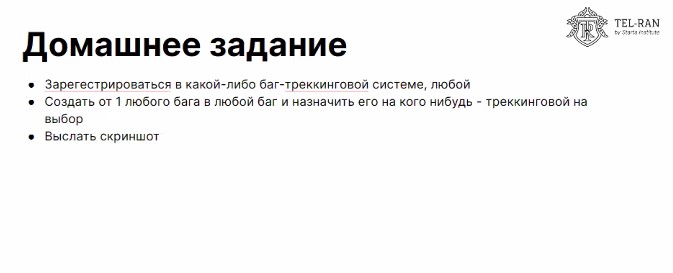 TEL-RAN
by Starta Institute
Домашнее задание
Зарегестрироваться в какой-либо баг-треккинговой системе, любой
Создать от 1 любого бага в любой баг и назначить его на кого нибудь - треккинговой на
выбор
Выслать скриншот